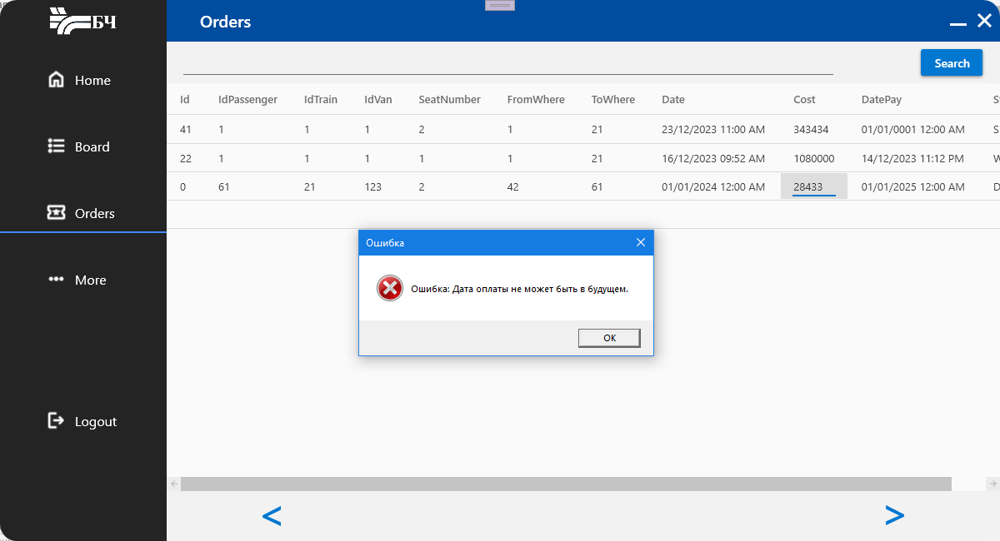 БЧ
Orders
Home
Board
Orders
More
Logout
Search
Id IdPassenger IdTrain IdVan SeatNumber FromWhere ToWhere Date Cost DatePay
41 1 1 1 2 1 21 23/12/2023 11:00 AM 343434 01/01/0001 12:00 AM
22 1 1 1 1 1 21 16/12/2023 09:52 AM 1080000 14/12/2023 11:12 PM
0 61 21 123 2 42 61 01/01/2024 12:00 AM 28433 01/01/2025 12:00 AM
Ошибка
Ошибка: Дата оплаты не может быть в будущем.
OK
< >